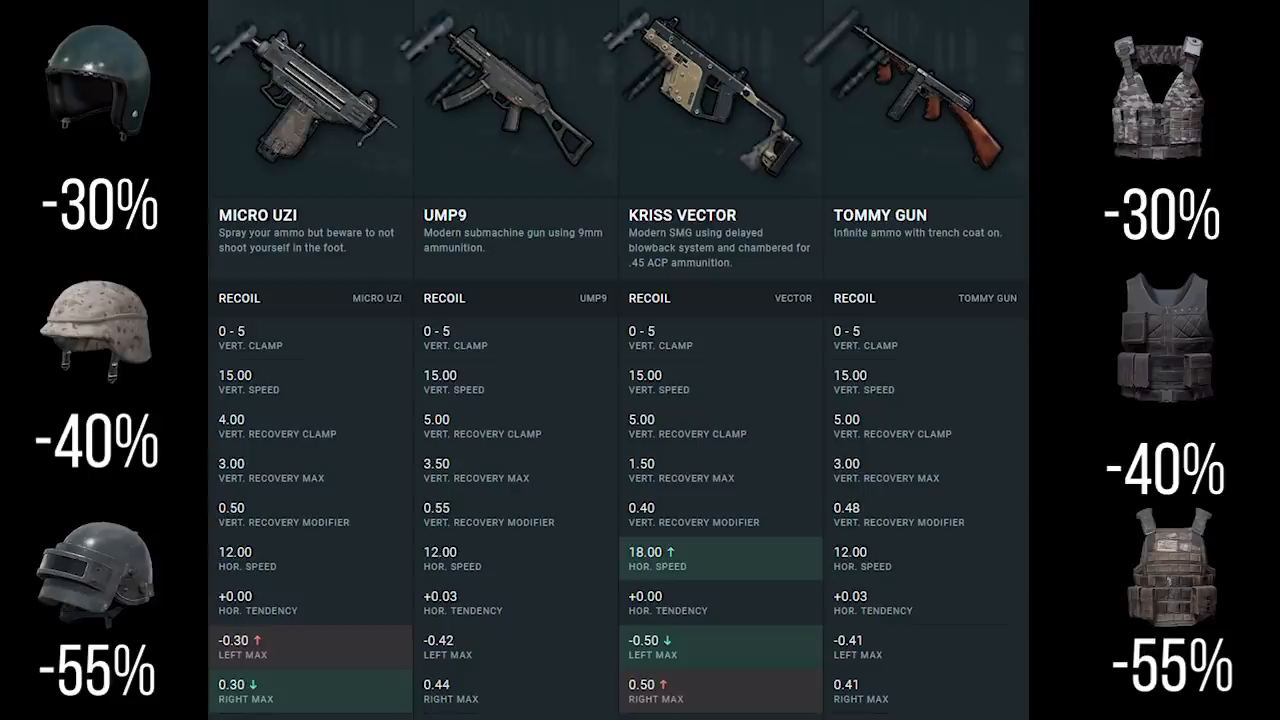 -30%
-40%
-55%
MICRO UZI
Spray your ammo but beware to not
shoot yourself in the foot.
RECOIL MICRO UZI
0 - 5
VERT. CLAMP
15.00
VERT. SPEED
4.00
VERT. RECOVERY CLAMP
3.00
VERT. RECOVERY MAX
0.50
VERT. RECOVERY MODIFIER
12.00
HOR. SPEED
+0.00
HOR. TENDENCY
-0.30 ↑
LEFT MAX
0.30 ↓
RIGHT MAX
UMP9
Modern submachine gun using 9mm
ammunition.
RECOIL UMP9
0 - 5
VERT. CLAMP
15.00
VERT. SPEED
5.00
VERT. RECOVERY CLAMP
3.50
VERT. RECOVERY MAX
0.55
VERT. RECOVERY MODIFIER
12.00
HOR. SPEED
+0.03
HOR. TENDENCY
-0.42
LEFT MAX
0.44
RIGHT MAX
KRISS VECTOR
Modern SMG using delayed
blowback system and chambered for
.45 ACP ammunition.
RECOIL VECTOR
0 - 5
VERT. CLAMP
15.00
VERT. SPEED
5.00
VERT. RECOVERY CLAMP
1.50
VERT. RECOVERY MAX
0.40
VERT. RECOVERY MODIFIER
18.00 ↑
HOR. SPEED
+0.00
HOR. TENDENCY
-0.50 ↓
LEFT MAX
0.50 ↑
RIGHT MAX
TOMMY GUN
Infinite ammo with trench coat on.
RECOIL TOMMY GUN
0 - 5
VERT. CLAMP
15.00
VERT. SPEED
5.00
VERT. RECOVERY CLAMP
3.00
VERT. RECOVERY MAX
0.48
VERT. RECOVERY MODIFIER
12.00
HOR. SPEED
+0.03
HOR. TENDENCY
-0.41
LEFT MAX
0.41
RIGHT MAX
-30%
-40%
-55%